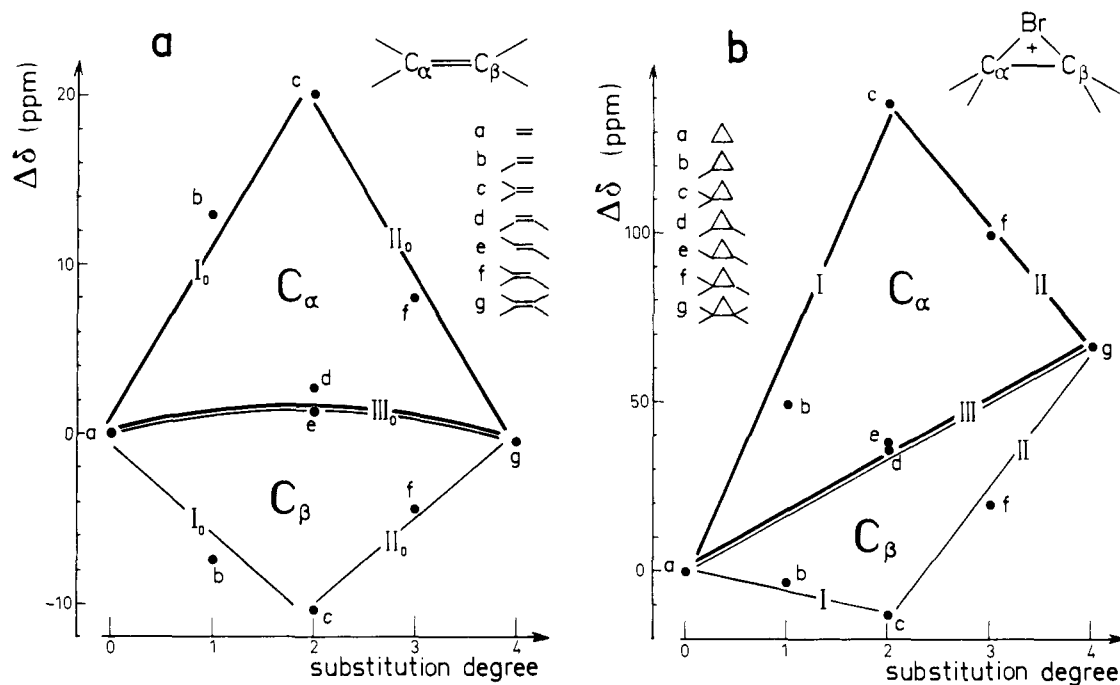 a
Cα Cβ
Δδ (ppm)
20
10
0
-10
c
b
I₀
II₀
Cα
f
d
III₀
e
a
g
Cβ
I₀
f
II₀
b
c
a
b
c
d
e
f
g
0 1 2 3 4
substitution degree
b
Br
+
Cα Cβ
Δδ (ppm)
100
50
0
c
a
b
c
d
e
f
g
f
I
Cα
II
g
b
III
e
d
II
Cβ
f
a
b
I
c
0 1 2 3 4
substitution degree